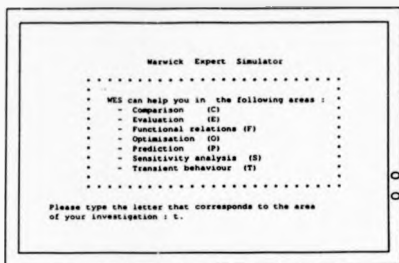 Warwick Expert Simulator
WES can help you in the following areas :
- Comparison (C)
- Evaluation (E)
- Functional relations (F)
- Optimisation (O)
- Prediction (P)
- Sensitivity analysis (S)
- Transient behaviour (T)
Please type the letter that corresponds to the area
of your investigation : t.